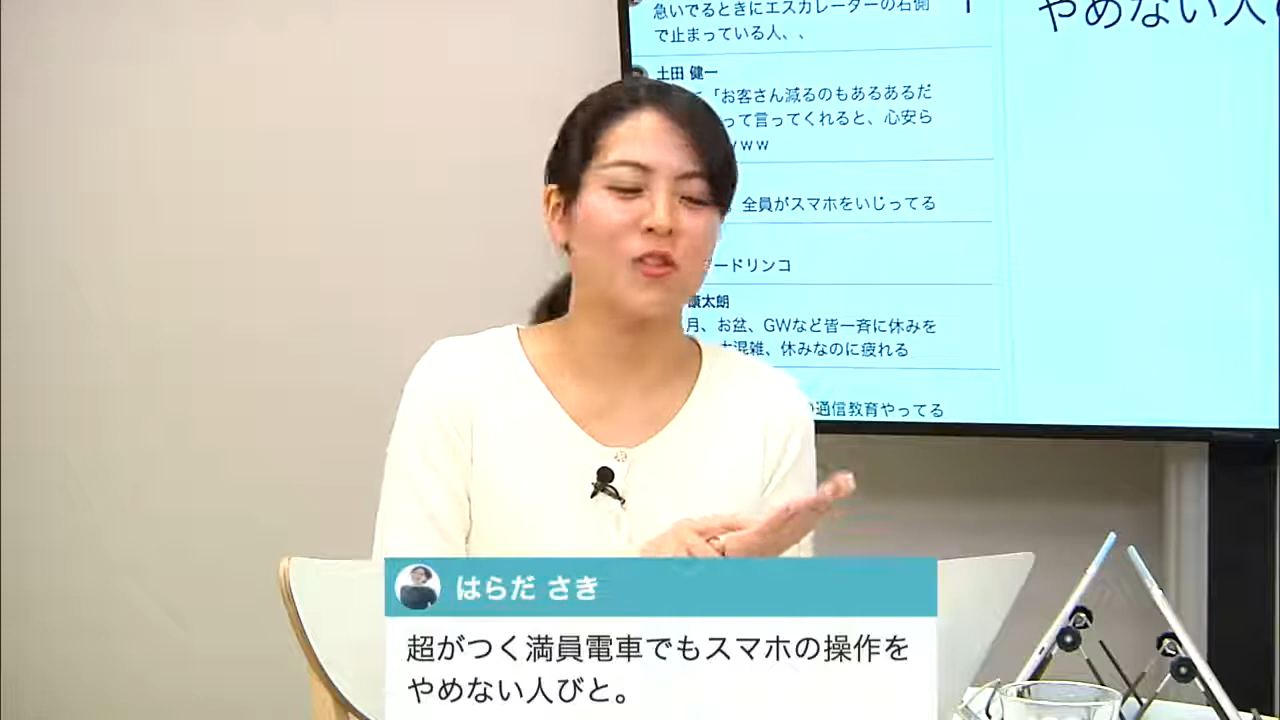 急いでるときにエスカレーターの右側
で止まっている人、、
土田 健一
「お客さん減るのもあるあるだ
って言ってくれると、心安ら
ｗｗ
全員がスマホをいじってる
ードリンコ
康太朗
月、お盆、GWなど皆一斉に休みを
大混雑、休みなのに疲れる
通信教育やってる
やめない人
はらだ さき
超がつく満員電車でもスマホの操作を
やめない人びと。